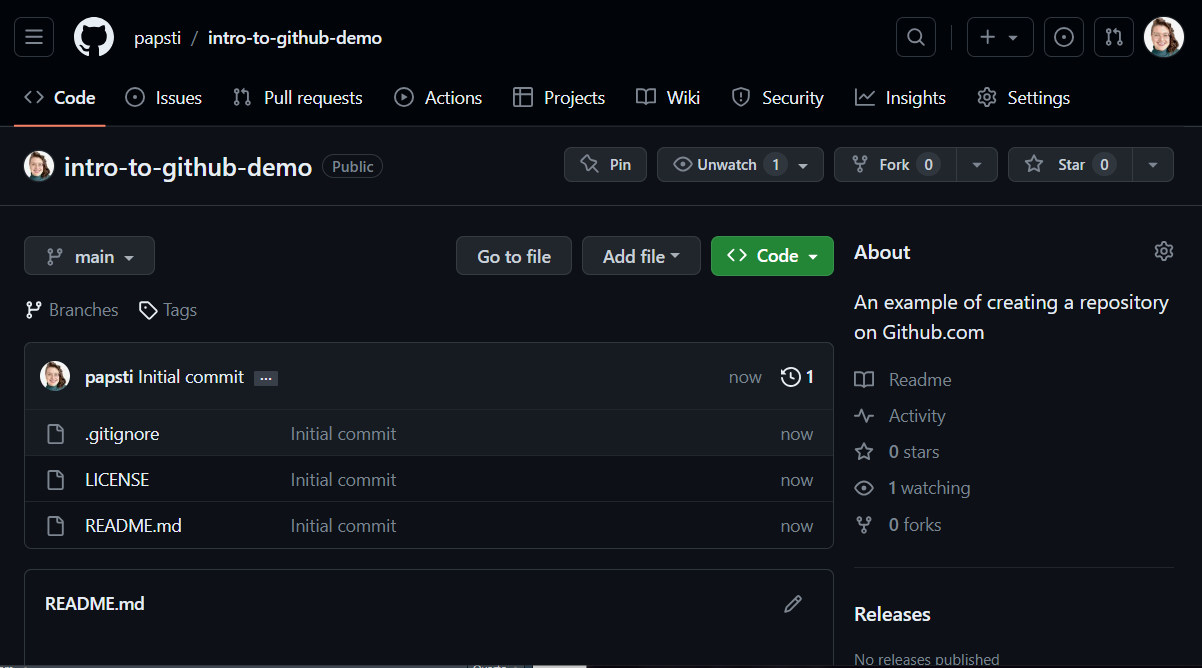 papsti / intro-to-github-demo
Code Issues Pull requests Actions Projects Wiki Security Insights Settings
intro-to-github-demo Public Pin Unwatch 1 Fork 0 Star 0
main Go to file Add file Code
Branches Tags
papsti Initial commit ... now 1
.gitignore Initial commit now
LICENSE Initial commit now
README.md Initial commit now
README.md
About
An example of creating a repository
on Github.com
Readme
Activity
0 stars
1 watching
0 forks
Releases
No releases published